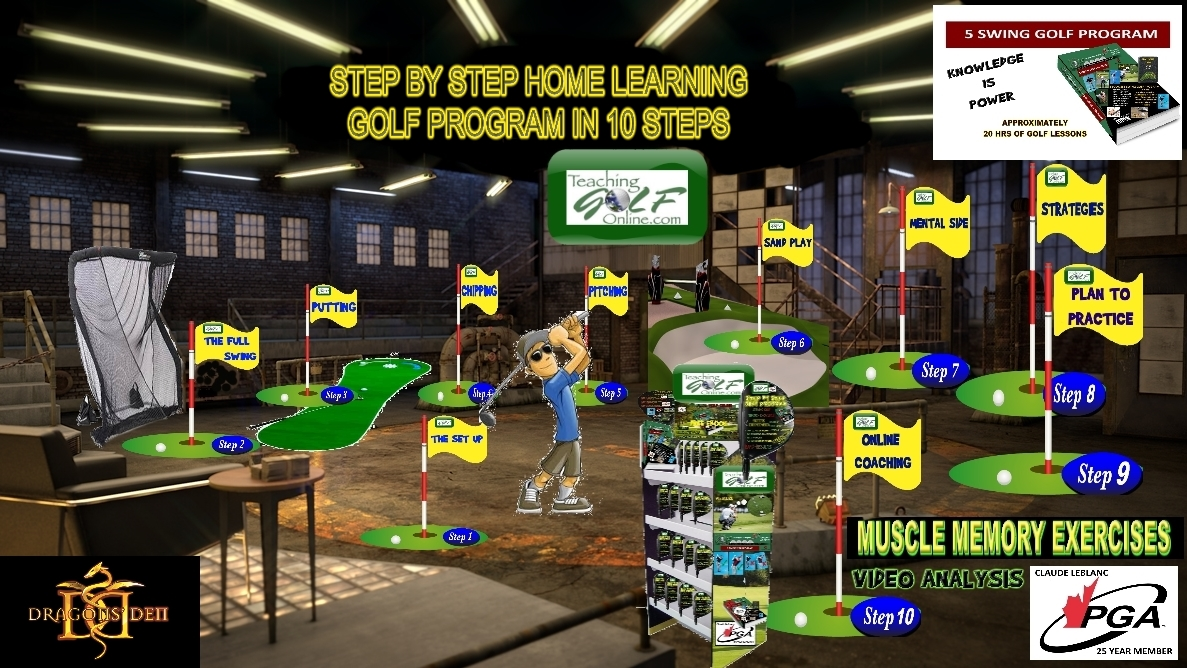 STEP BY STEP HOME LEARNING
GOLF PROGRAM IN 10 STEPS
5 SWING GOLF PROGRAM
KNOWLEDGE
IS
POWER
APPROXIMATELY
20 HRS OF GOLF LESSONS
Teaching
GOLF
Online.com
THE FULL
SWING
Step 2
PUTTING
Step 3
CHIPPING
Step 4
PITCHING
Step 5
SAND PLAY
Step 6
MENTAL SIDE
Step 7
STRATEGIES
Step 8
PLAN TO
PRACTICE
Step 9
THE SET UP
Step 1
ONLINE
COACHING
Step 10
Teaching
GOLF
MUSCLE MEMORY EXERCISES
VIDEO ANALYSIS
DRAGONS' DEN
CLAUDE LEBLANC
PGA
25 YEAR MEMBER